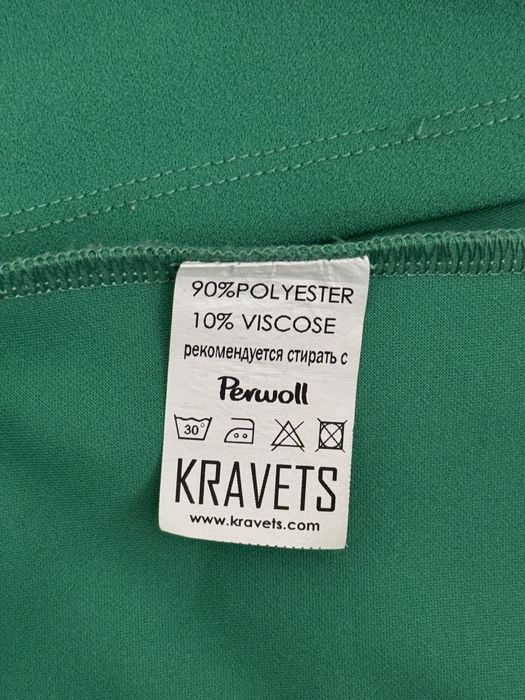 90%POLYESTER
10% VISCOSE
рекомендуется стирать с
Perwoll
30°
KRAVETS
www.kravets.com